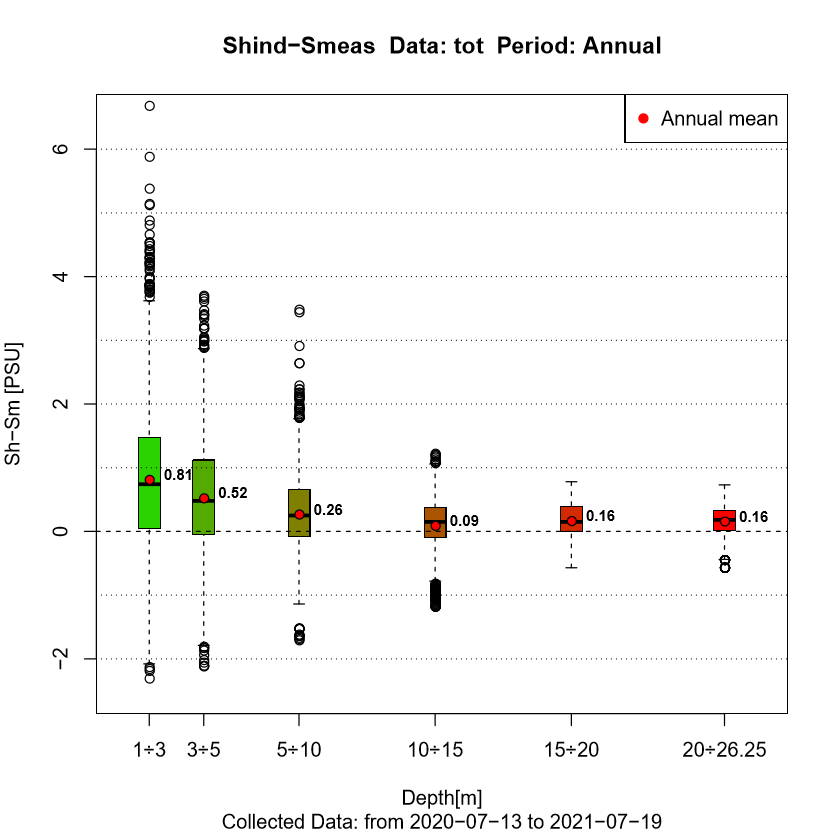 Shind−Smeas  Data: tot  Period: Annual
Annual mean
6
4
2
0
−2
Sh−Sm [PSU]
0.81
0.52
0.26
0.09
0.16
0.16
1÷3 3÷5 5÷10 10÷15 15÷20 20÷26.25
Depth[m]
Collected Data: from 2020−07−13 to 2021−07−19